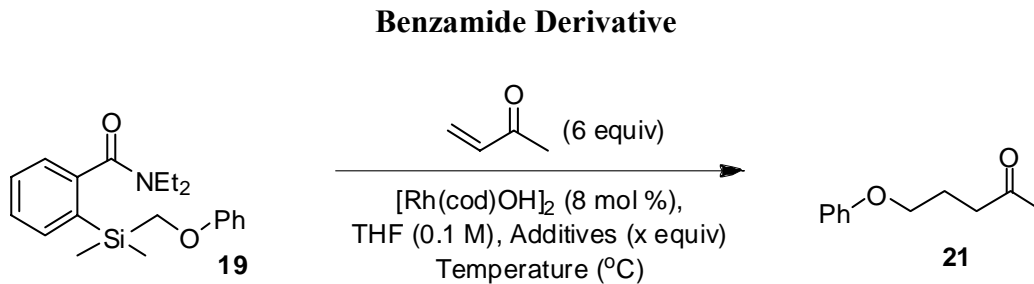 Benzamide Derivative
O
NEt2
Si
O
Ph
19
O
(6 equiv)
[Rh(cod)OH]2 (8 mol %),
THF (0.1 M), Additives (x equiv)
Temperature (oC)
O
Ph
O
21